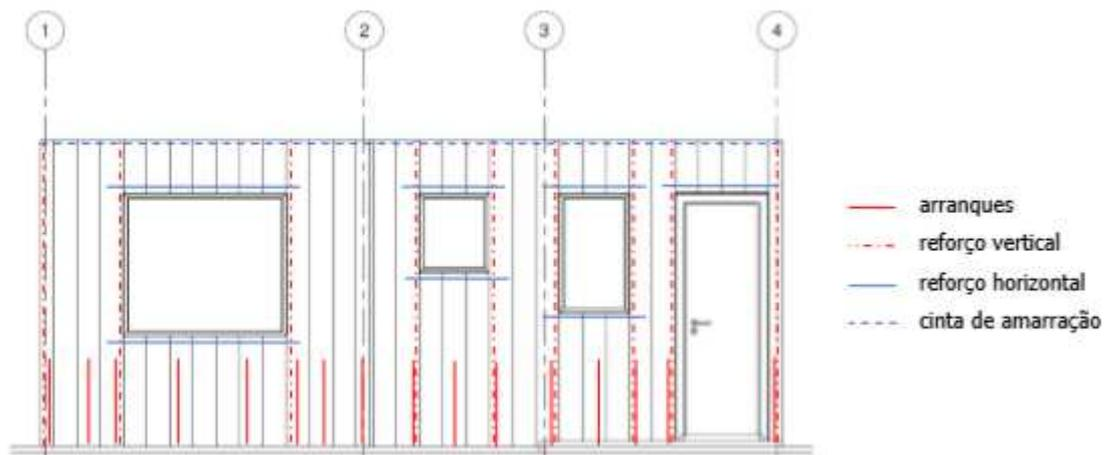 1
2
3
4
arranques
reforço vertical
reforço horizontal
cinta de amarração